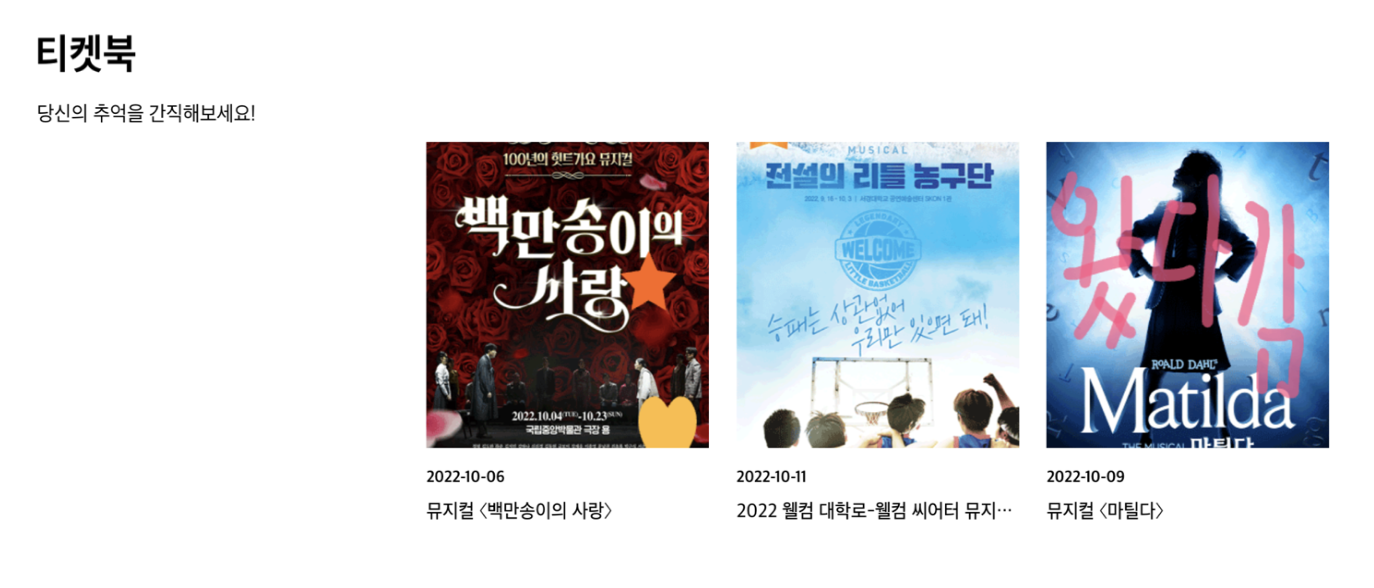 티켓북
당신의 추억을 간직해보세요!
100년의 힛트가요 뮤지컬
백만송이의
사랑
2022.10.04(TUE)-10.23(SUN)
국립중앙박물관 극장 용
2022-10-06
뮤지컬 〈백만송이의 사랑〉
MUSICAL
전설의 리틀 농구단
LEGENDARY
WELCOME
LITTLE BASKETBALL
승패는 상관없어
우리만 있으면 돼!
2022-10-11
2022 웰컴 대학로-웰컴 씨어터 뮤지…
왔다감
ROALD DAHL'S
Matilda
THE MUSICAL 마틸다
2022-10-09
뮤지컬 〈마틸다〉